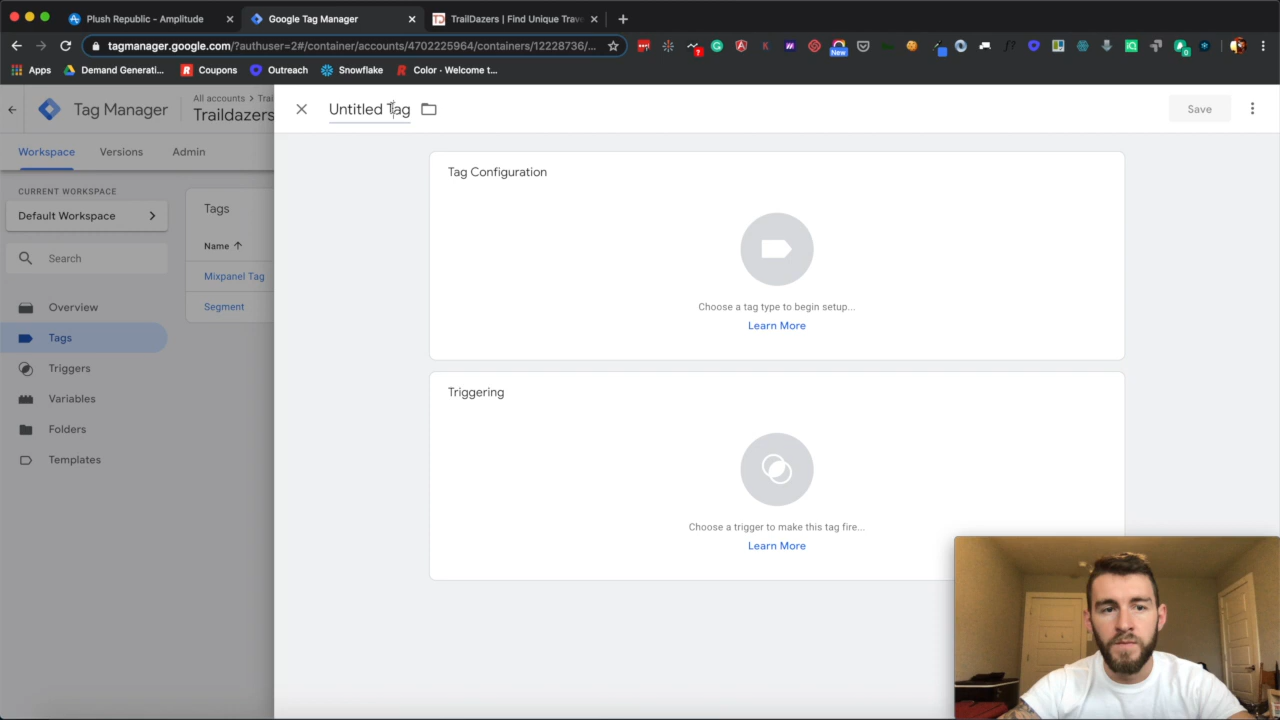 Plush Republic - Amplitude
Google Tag Manager
TrailDazers | Find Unique Trave
tagmanager.google.com/?authuser=2#/container/accounts/4702225964/containers/12228736/...
New
Apps
Demand Generati...
Coupons
Outreach
Snowflake
Color - Welcome t...
Tag Manager
All accounts > Trai
Traildazers
Untitled Tag
Save
Workspace
Versions
Admin
CURRENT WORKSPACE
Default Workspace
Search
Overview
Tags
Triggers
Variables
Folders
Templates
Tags
Name
Mixpanel Tag
Segment
Tag Configuration
Choose a tag type to begin setup...
Learn More
Triggering
Choose a trigger to make this tag fire...
Learn More